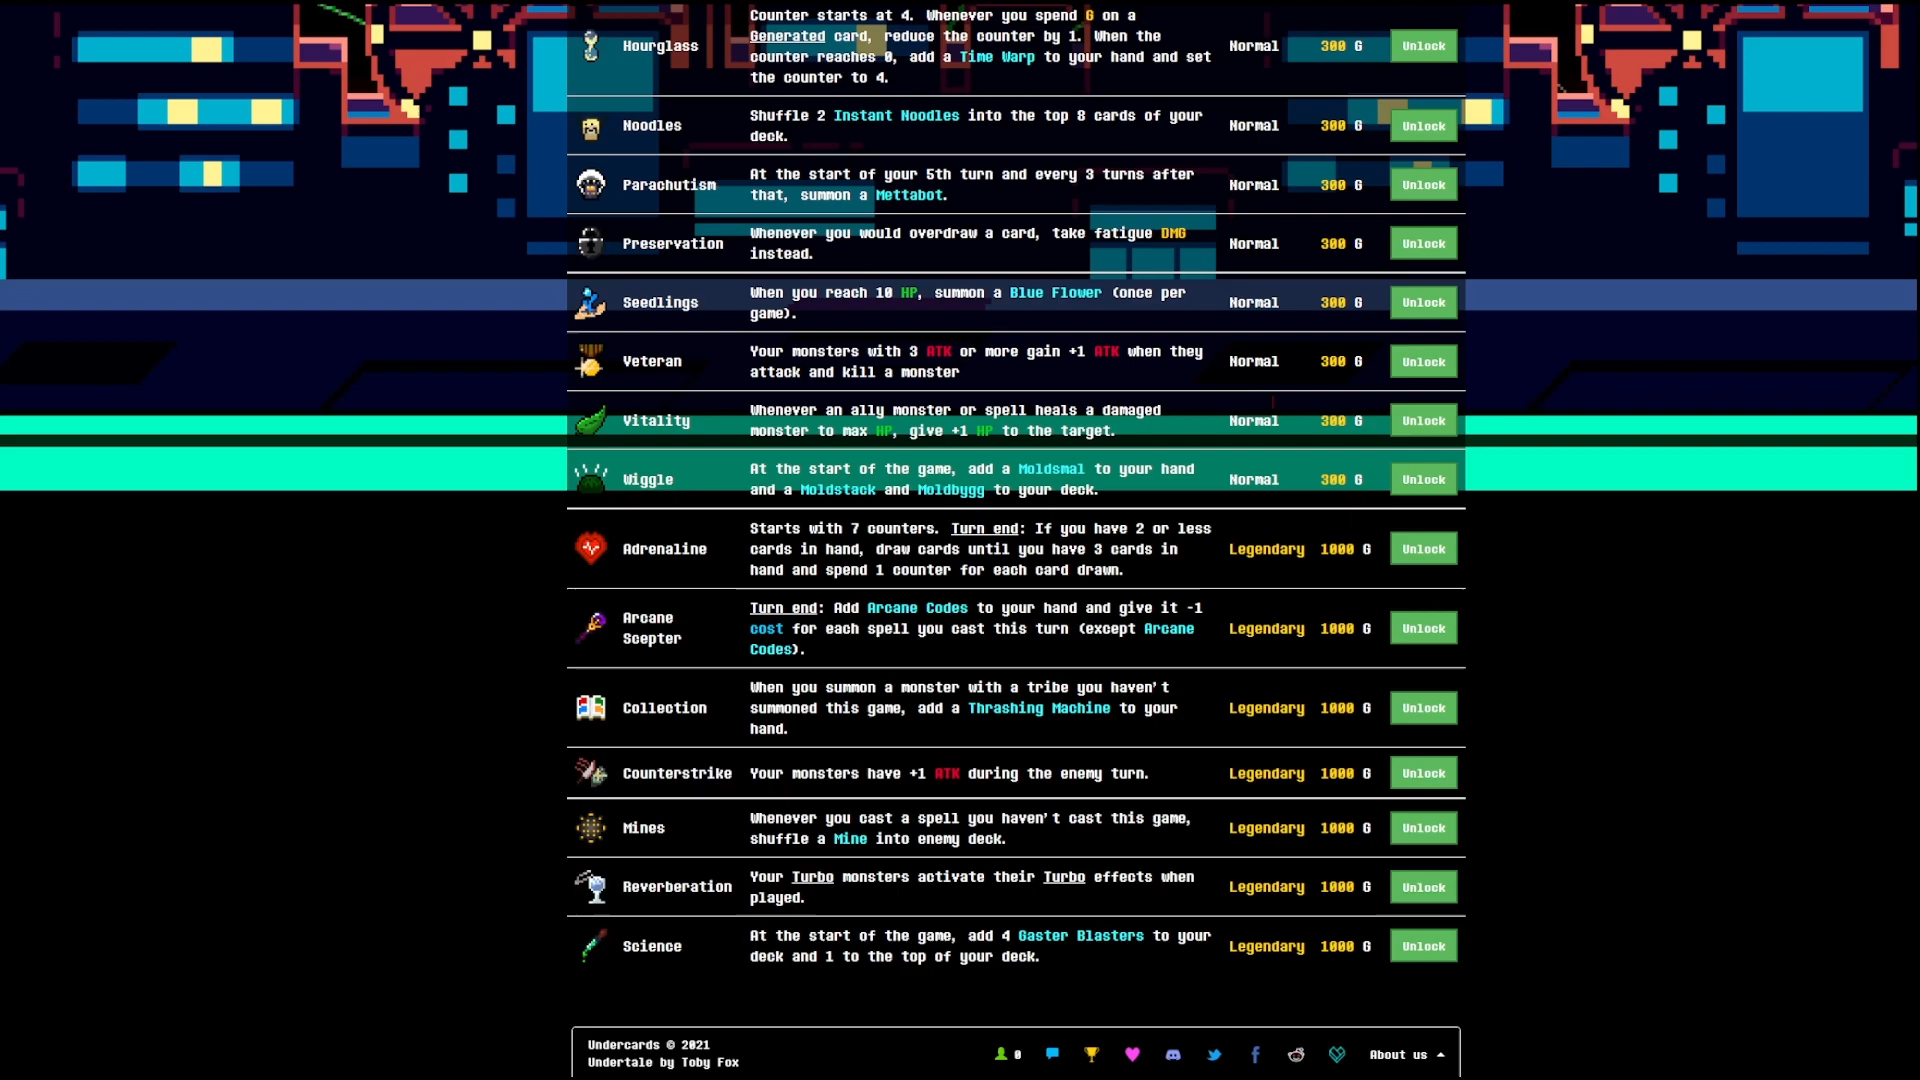 Counter starts at 4. Whenever you spend G on a
Generated card, reduce the counter by 1. When the
Hourglass Normal 300 G Unlock
counter reaches 0, add a Time Warp to your hand and set
the counter to 4.
Shuffle 2 Instant Noodles into the top 8 cards of your
Noodles Normal 300 G Unlock
deck.
At the start of your 5th turn and every 3 turns after
Parachutism Normal 300 G Unlock
that, summon a Mettabot.
Whenever you would overdraw a card, take fatigue DMG
Preservation Normal 300 G Unlock
instead.
When you reach 10 HP, summon a Blue Flower (once per
Seedlings Normal 300 G Unlock
game).
Your monsters with 3 ATK or more gain +1 ATK when they
Veteran Normal 300 G Unlock
attack and kill a monster
Whenever an ally monster or spell heals a damaged
Vitality Normal 300 G Unlock
monster to max HP, give +1 HP to the target.
At the start of the game, add a Moldsmal to your hand
Wiggle Normal 300 G Unlock
and a Moldstack and Moldbygg to your deck.
Starts with 7 counters. Turn end: If you have 2 or less
Adrenaline cards in hand, draw cards until you have 3 cards in Legendary 1000 G Unlock
hand and spend 1 counter for each card drawn.
Turn end: Add Arcane Codes to your hand and give it -1
Arcane
Scepter cost for each spell you cast this turn (except Arcane Legendary 1000 G Unlock
Codes).
When you summon a monster with a tribe you haven't
Collection summoned this game, add a Thrashing Machine to your Legendary 1000 G Unlock
hand.
Counterstrike Your monsters have +1 ATK during the enemy turn. Legendary 1000 G Unlock
Whenever you cast a spell you haven't cast this game,
Mines Legendary 1000 G Unlock
shuffle a Mine into enemy deck.
Your Turbo monsters activate their Turbo effects when
Reverberation Legendary 1000 G Unlock
played.
At the start of the game, add 4 Gaster Blasters to your
Science Legendary 1000 G Unlock
deck and 1 to the top of your deck.
Undercards © 2021
0 About us
Undertale by Toby Fox